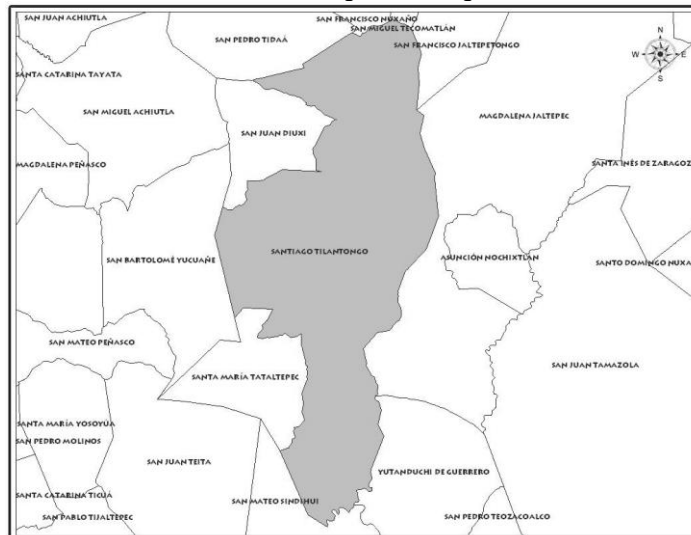 SAN JUAN ACHIUTLA
SAN FRANCISCO NUXAÑO
SAN MIGUEL TECOMATLÁN
SAN PEDRO TIDAÁ
SAN FRANCISCO JALTEPETONGO
N
W
E
S
SANTA CATARINA TAYATA
SAN MIGUEL ACHIUTLA
MAGDALENA JALTEPEC
SAN JUAN DIUXI
MAGDALENA PEÑASCO
SANTA INÉS DE ZARAGOZ
SANTIAGO TILANTONGO
SAN BARTOLOMÉ YUCUAÑE
ASUNCIÓN NOCHIXTLÁN
SANTO DOMINGO NUXA
SAN MATEO PEÑASCO
SAN JUAN TAMAZOLA
SANTA MARÍA TATALTEPEC
SANTA MARÍA YOSOYÚA
SAN PEDRO MOLINOS
SAN JUAN TEITA
YUTANDUCHI DE GUERRERO
SANTA CATARINA TICUÁ
SAN MATEO SINDIHUI
SAN PABLO TIJALTEPEC
SAN PEDRO TEOZACOALCO